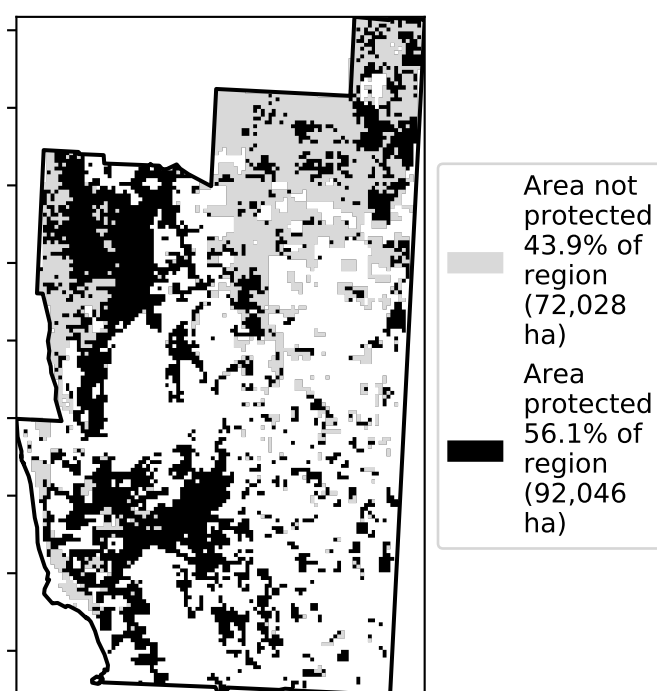 Area not
protected
43.9% of
region
(72,028
ha)
Area
protected
56.1% of
region
(92,046
ha)